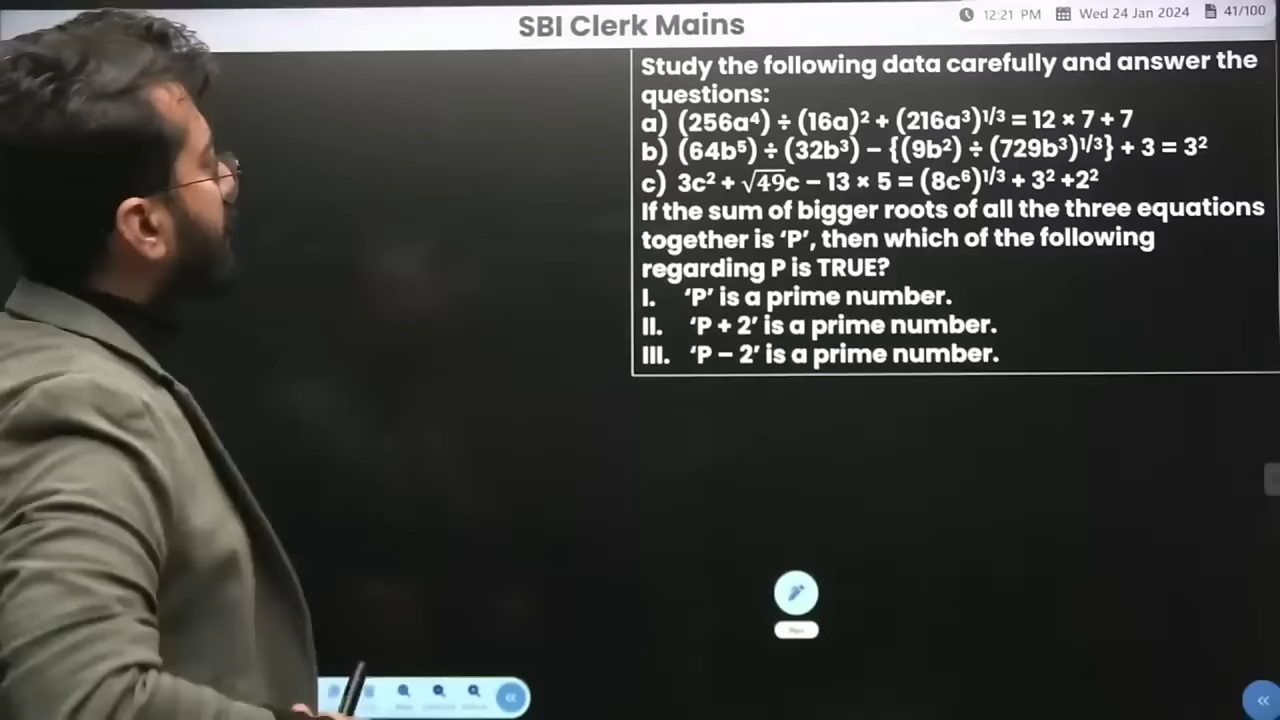 SBI Clerk Mains
12:21 PM Wed 24 Jan 2024 41/100
Study the following data carefully and answer the
questions:
a) (256a⁴) ÷ (16a)² + (216a³)¹/³ = 12 × 7 + 7
b) (64b⁵) ÷ (32b³) − {(9b²) ÷ (729b³)¹/³} + 3 = 3²
c) 3c² + √49c − 13 × 5 = (8c⁶)¹/³ + 3² +2²
If the sum of bigger roots of all the three equations
together is ‘P’, then which of the following
regarding P is TRUE?
I. ‘P’ is a prime number.
II. ‘P + 2’ is a prime number.
III. ‘P − 2’ is a prime number.